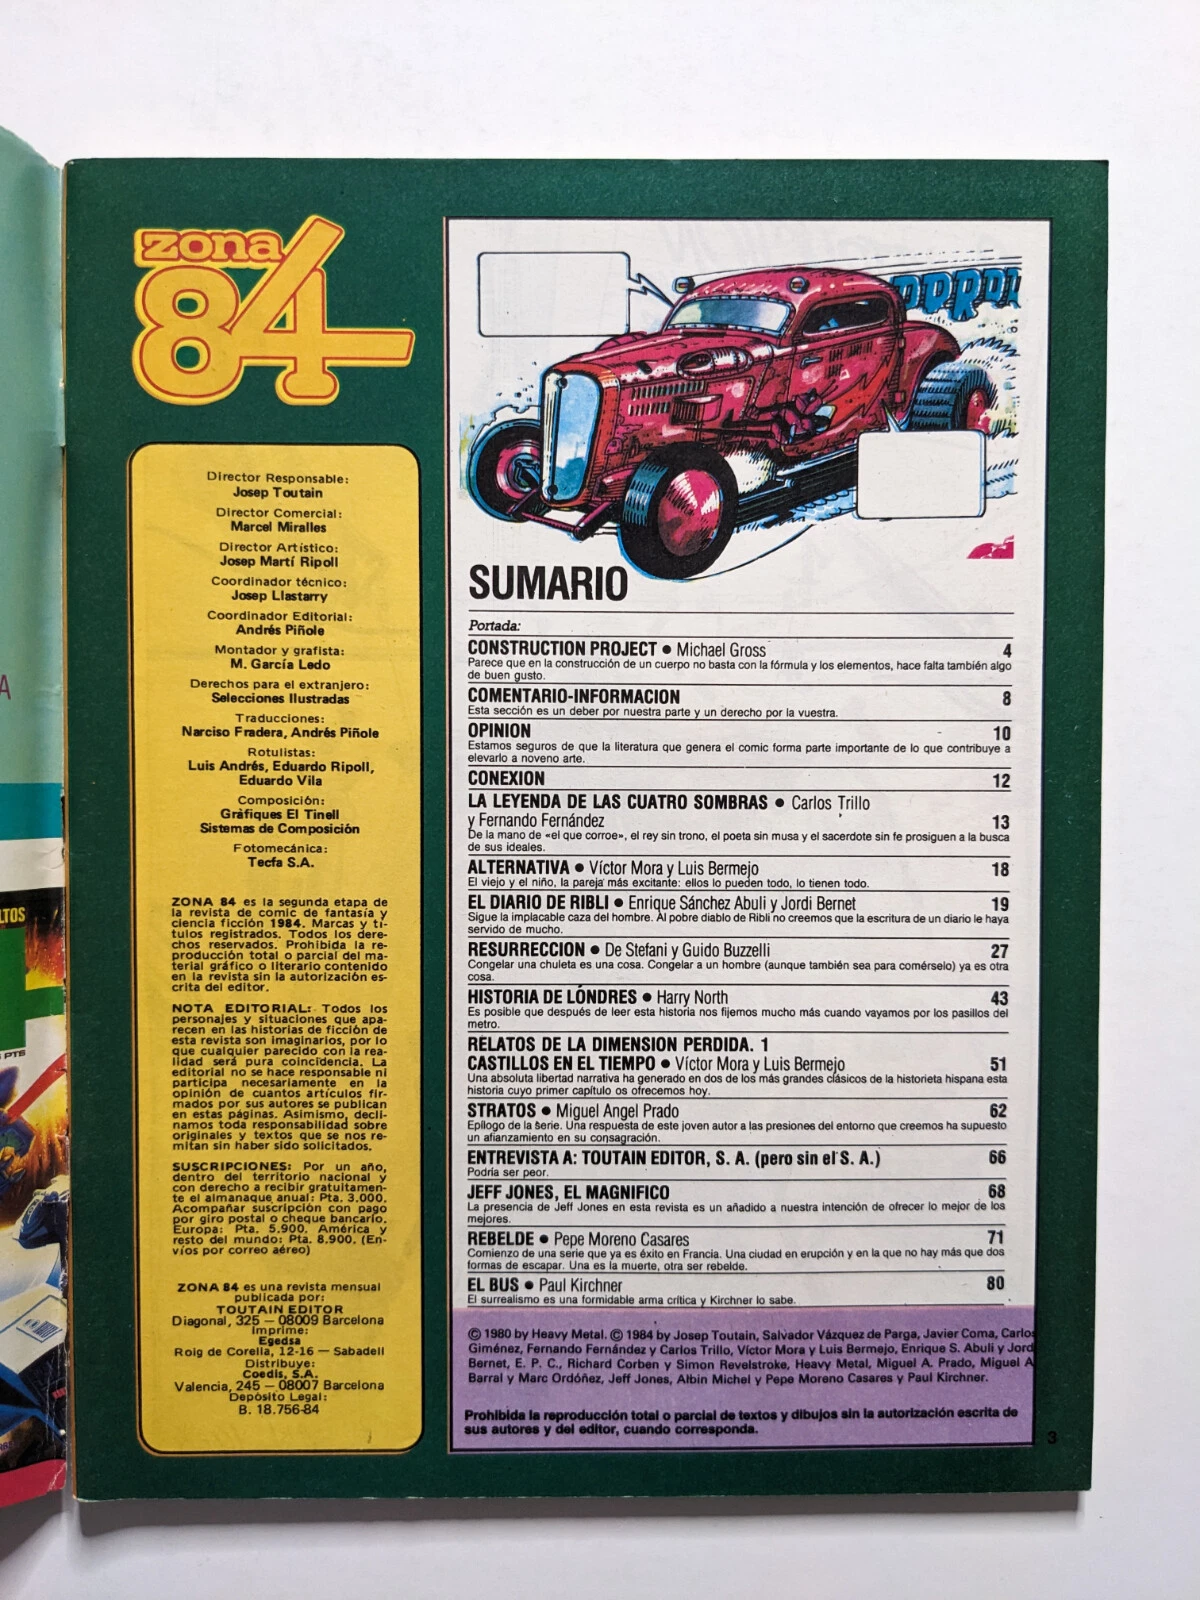 zona
84
Director Responsable:
Josep Toutain
Director Comercial:
Marcel Miralles
Director Artístico:
Josep Martí Ripoll
Coordinador técnico:
Josep Llastarry
Coordinador Editorial:
Andrés Piñole
Montador y grafista:
M. García Ledo
Derechos para el extranjero:
Selecciones Ilustradas
Traducciones:
Narciso Fradera, Andrés Piñole
Rotulistas:
Luis Andrés, Eduardo Ripoll,
Eduardo Vila
Composición:
Gràfiques El Tinell
Sistemas de Composición
Fotomecánica:
Tecfa S.A.
ZONA 84 es la segunda etapa de
la revista de comic de fantasía y
ciencia ficción 1984. Marcas y tí-
tulos registrados. Todos los dere-
chos reservados. Prohibida la re-
producción total o parcial del ma-
terial gráfico o literario contenido
en la revista sin la autorización es-
crita del editor.
NOTA EDITORIAL: Todos los
personajes y situaciones que apa-
recen en las historias de ficción de
esta revista son imaginarios, por lo
que cualquier parecido con la rea-
lidad será pura coincidencia. La
editorial no se hace responsable ni
participa necesariamente en la
opinión de cuantos artículos fir-
mados por sus autores se publican
en estas páginas. Asimismo, decli-
namos toda responsabilidad sobre
originales y textos que se nos re-
mitan sin haber sido solicitados.
SUSCRIPCIONES: Por un año,
dentro del territorio nacional y
con derecho a recibir gratuitamen-
te el almanaque anual: Pta. 3.000.
Acompañar suscripción con pago
por giro postal o cheque bancario.
Europa: Pta. 5.900. América y
resto del mundo: Pta. 8.900. (En-
víos por correo aéreo)
ZONA 84 es una revista mensual
publicada por:
TOUTAIN EDITOR
Diagonal, 325 — 08009 Barcelona
Imprime:
Egedsa
Roig de Corella, 12-16 — Sabadell
Distribuye:
Coedis, S.A.
Valencia, 245 — 08007 Barcelona
Depósito Legal:
B. 18.756-84
SUMARIO
Portada:
CONSTRUCTION PROJECT • Michael Gross 4
Parece que en la construcción de un cuerpo no basta con la fórmula y los elementos, hace falta también algo
de buen gusto.
COMENTARIO-INFORMACION 8
Esta sección es un deber por nuestra parte y un derecho por la vuestra.
OPINION 10
Estamos seguros de que la literatura que genera el comic forma parte importante de lo que contribuye a
elevarlo a noveno arte.
CONEXION 12
LA LEYENDA DE LAS CUATRO SOMBRAS • Carlos Trillo
y Fernando Fernández 13
De la mano de «el que corroe», el rey sin trono, el poeta sin musa y el sacerdote sin fe prosiguen a la busca
de sus ideales.
ALTERNATIVA • Víctor Mora y Luis Bermejo 18
El viejo y el niño, la pareja más excitante: ellos lo pueden todo, lo tienen todo.
EL DIARIO DE RIBLI • Enrique Sánchez Abuli y Jordi Bernet 19
Sigue la implacable caza del hombre. Al pobre diablo de Ribli no creemos que la escritura de un diario le haya
servido de mucho.
RESURRECCION • De Stefani y Guido Buzzelli 27
Congelar una chuleta es una cosa. Congelar a un hombre (aunque también sea para comérselo) ya es otra
cosa.
HISTORIA DE LÓNDRES • Harry North 43
Es posible que después de leer esta historia nos fijemos mucho más cuando vayamos por los pasillos del
metro.
RELATOS DE LA DIMENSION PERDIDA. 1
CASTILLOS EN EL TIEMPO • Víctor Mora y Luis Bermejo 51
Una absoluta libertad narrativa ha generado en dos de los más grandes clásicos de la historieta hispana esta
historia cuyo primer capítulo os ofrecemos hoy.
STRATOS • Miguel Angel Prado 62
Epílogo de la serie. Una respuesta de este joven autor a las presiones del entorno que creemos ha supuesto
un afianzamiento en su consagración.
ENTREVISTA A: TOUTAIN EDITOR, S. A. (pero sin el S. A.) 66
Podría ser peor.
JEFF JONES, EL MAGNIFICO 68
La presencia de Jeff Jones en esta revista es un añadido a nuestra intención de ofrecer lo mejor de los
mejores.
REBELDE • Pepe Moreno Casares 71
Comienzo de una serie que ya es éxito en Francia. Una ciudad en erupción y en la que no hay más que dos
formas de escapar. Una es la muerte, otra ser rebelde.
EL BUS • Paul Kirchner 80
El surrealismo es una formidable arma crítica y Kirchner lo sabe.
© 1980 by Heavy Metal. © 1984 by Josep Toutain, Salvador Vázquez de Parga, Javier Coma, Carlos
Giménez, Fernando Fernández y Carlos Trillo, Víctor Mora y Luis Bermejo, Enrique S. Abuli y Jord
Bernet, E. P. C., Richard Corben y Simon Revelstroke, Heavy Metal, Miguel A. Prado, Miguel A
Barral y Marc Ordóñez, Jeff Jones, Albin Michel y Pepe Moreno Casares y Paul Kirchner.
Prohibida la reproducción total o parcial de textos y dibujos sin la autorización escrita de
sus autores y del editor, cuando corresponda.
3
A
LTOS
PTS